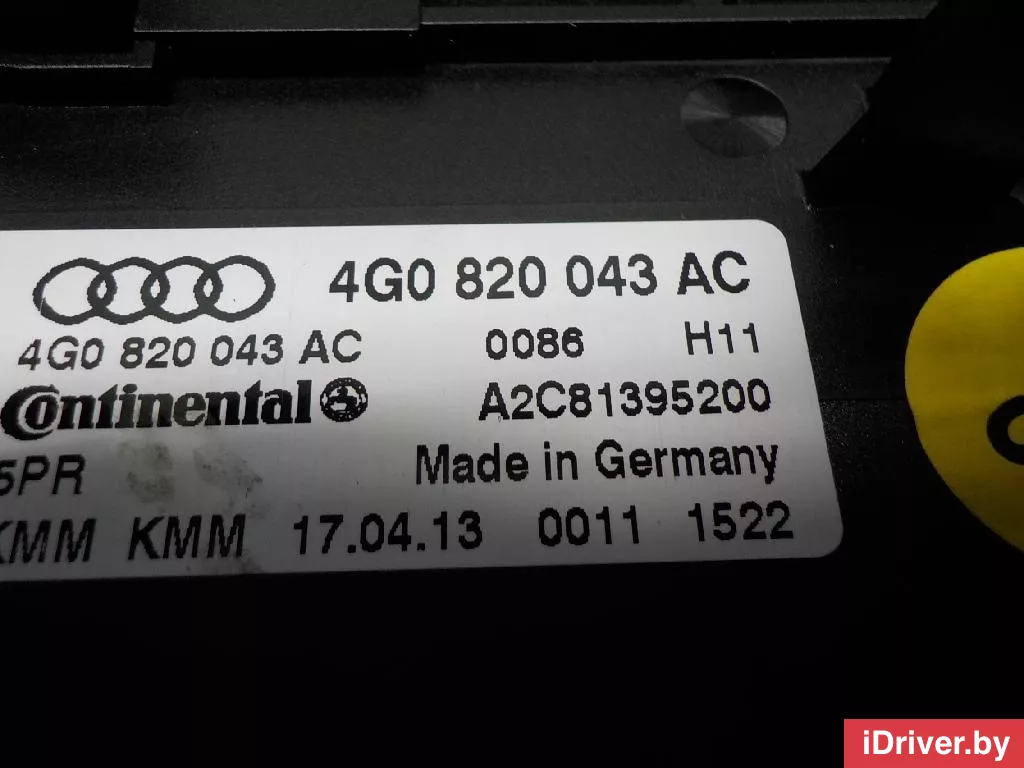 4G0 820 043 AC
4G0 820 043 AC 0086 H11
Continental A2C81395200
5PR Made in Germany
KMM KMM 17.04.13 0011 1522
iDriver.by